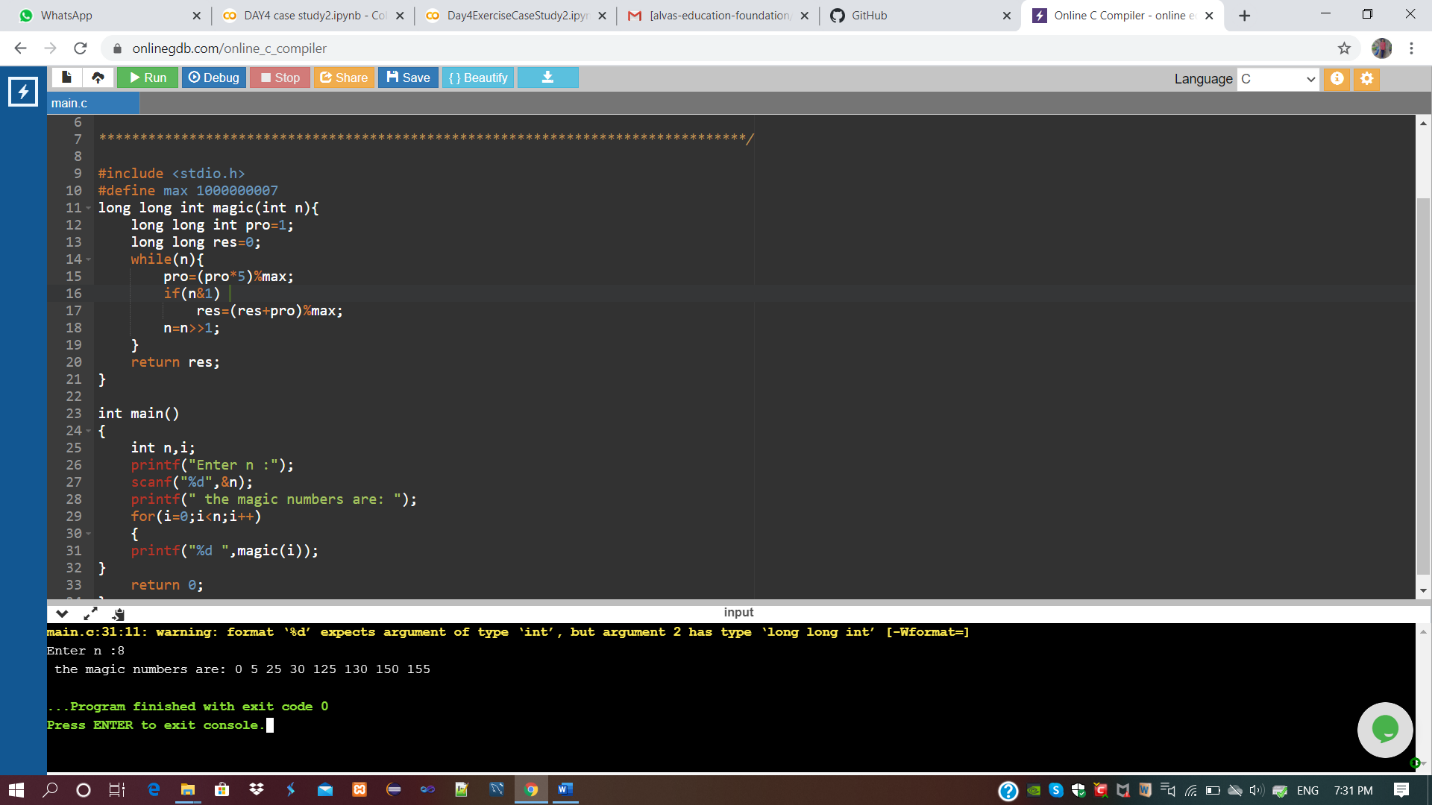 WhatsApp
DAY4 case study2.ipynb - Col
Day4ExerciseCaseStudy2.ipyn
[alvas-education-foundation/
GitHub
Online C Compiler - online e
onlinegdb.com/online_c_compiler
Run Debug Stop Share Save { } Beautify Language C
main.c
6
7 *******************************************************************************/
8
9 #include <stdio.h>
10 #define max 1000000007
11 long long int magic(int n){
12     long long int pro=1;
13     long long res=0;
14     while(n){
15         pro=(pro*5)%max;
16         if(n&1)
17             res=(res+pro)%max;
18         n=n>>1;
19     }
20     return res;
21 }
22
23 int main()
24 {
25     int n,i;
26     printf("Enter n :");
27     scanf("%d",&n);
28     printf(" the magic numbers are: ");
29     for(i=0;i<n;i++)
30     {
31     printf("%d ",magic(i));
32 }
33     return 0;
input
main.c:31:11: warning: format ‘%d’ expects argument of type ‘int’, but argument 2 has type ‘long long int’ [-Wformat=]
Enter n :8
 the magic numbers are: 0 5 25 30 125 130 150 155
...Program finished with exit code 0
Press ENTER to exit console.
ENG 7:31 PM